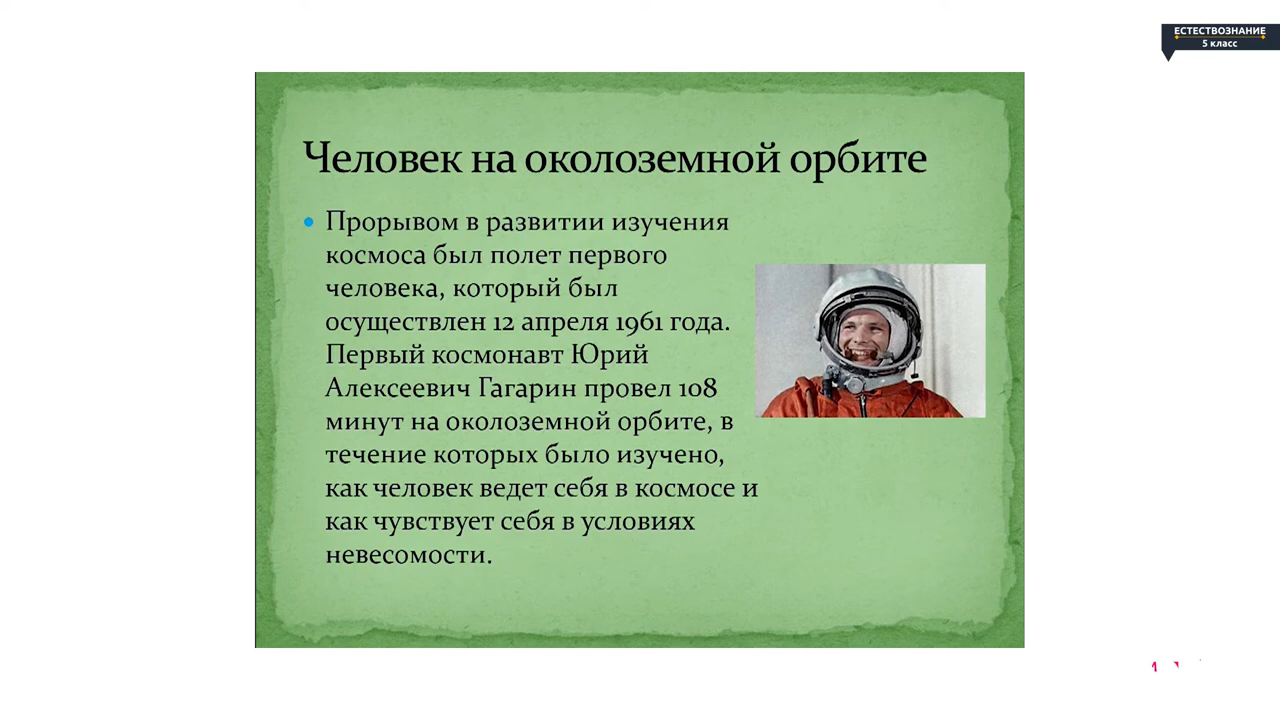 ЕСТЕСТВОЗНАНИЕ
5 класс
Человек на околоземной орбите
Прорывом в развитии изучения
космоса был полет первого
человека, который был
осуществлен 12 апреля 1961 года.
Первый космонавт Юрий
Алексеевич Гагарин провел 108
минут на околоземной орбите, в
течение которых было изучено,
как человек ведет себя в космосе и
как чувствует себя в условиях
невесомости.